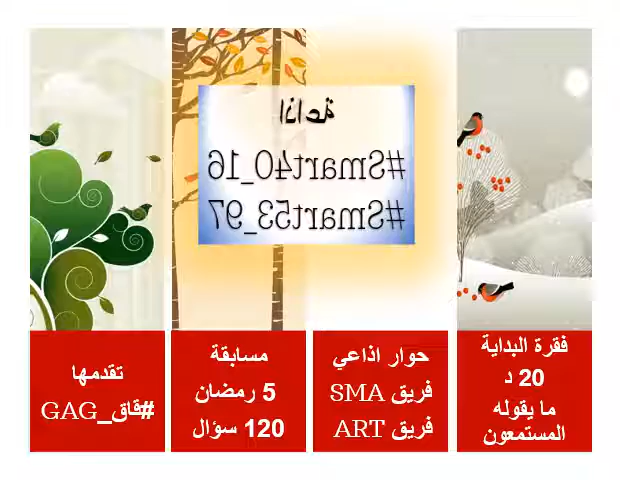 اذاعة
#Smart40_16
#Smart53_97
فقرة البداية
20 د
ما يقوله
المستمعون
حوار اذاعي
فريق SMA
فريق ART
مسابقة
5 رمضان
120 سؤال
تقدمها
#قاق_GAG